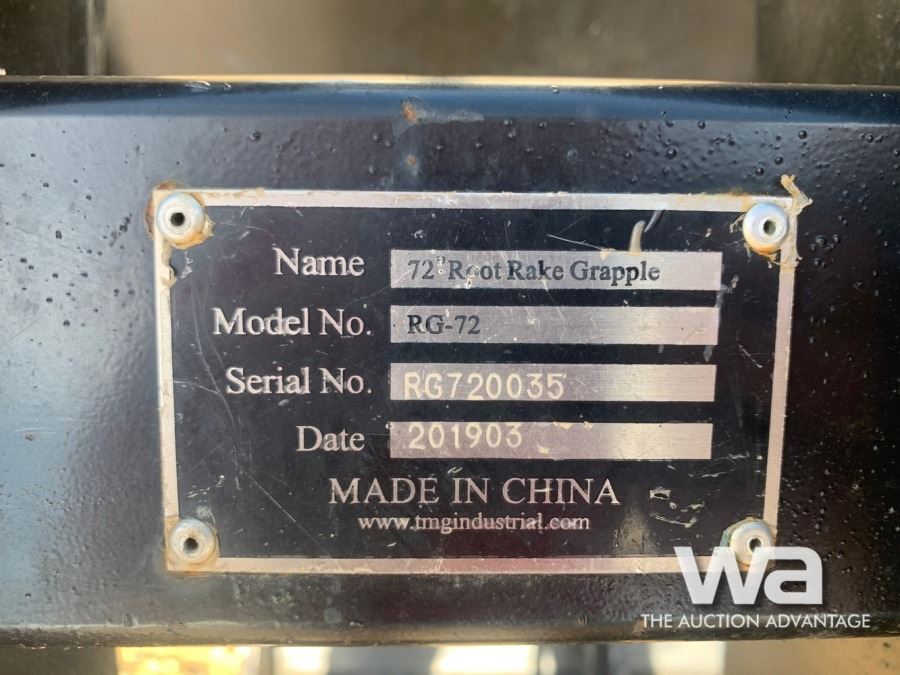 Name 72" Root Rake Grapple
Model No. RG-72
Serial No. RG720035
Date 201903
MADE IN CHINA
www.tmgindustrial.com
wa
THE AUCTION ADVANTAGE